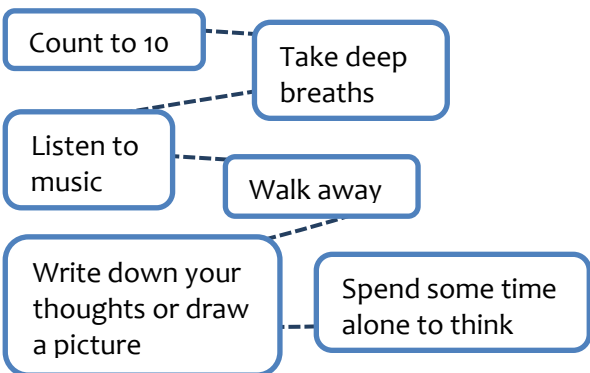 Count to 10
Take deep
breaths
Listen to
music
Walk away
Write down your
thoughts or draw
a picture
Spend some time
alone to think